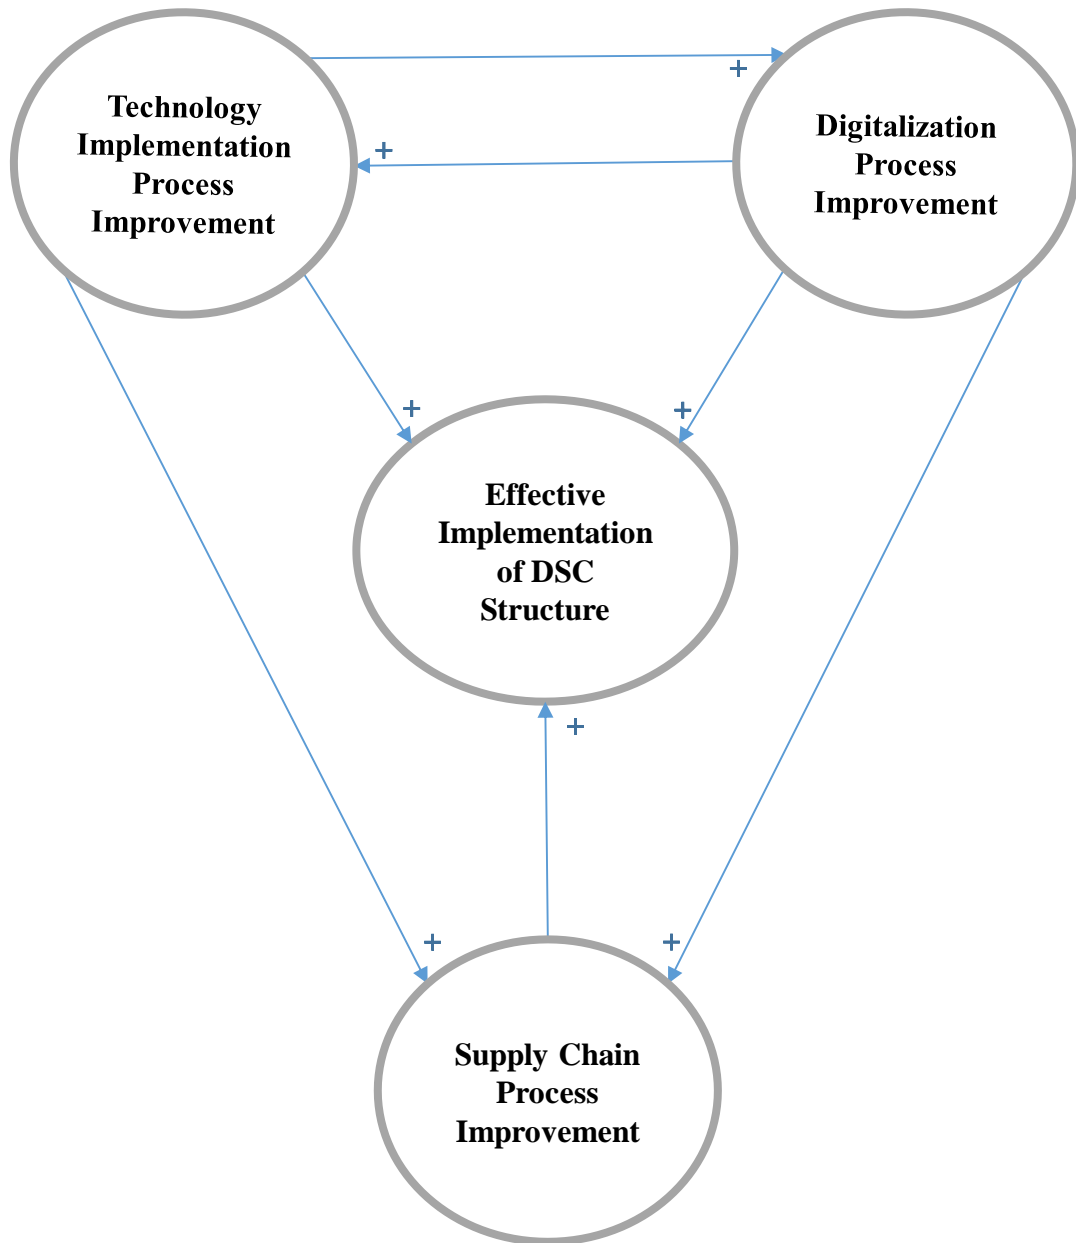 Technology
Implementation
Process
Improvement
+
Digitalization
Process
Improvement
+
+
+
Effective
Implementation
of DSC
Structure
+
+
+
Supply Chain
Process
Improvement